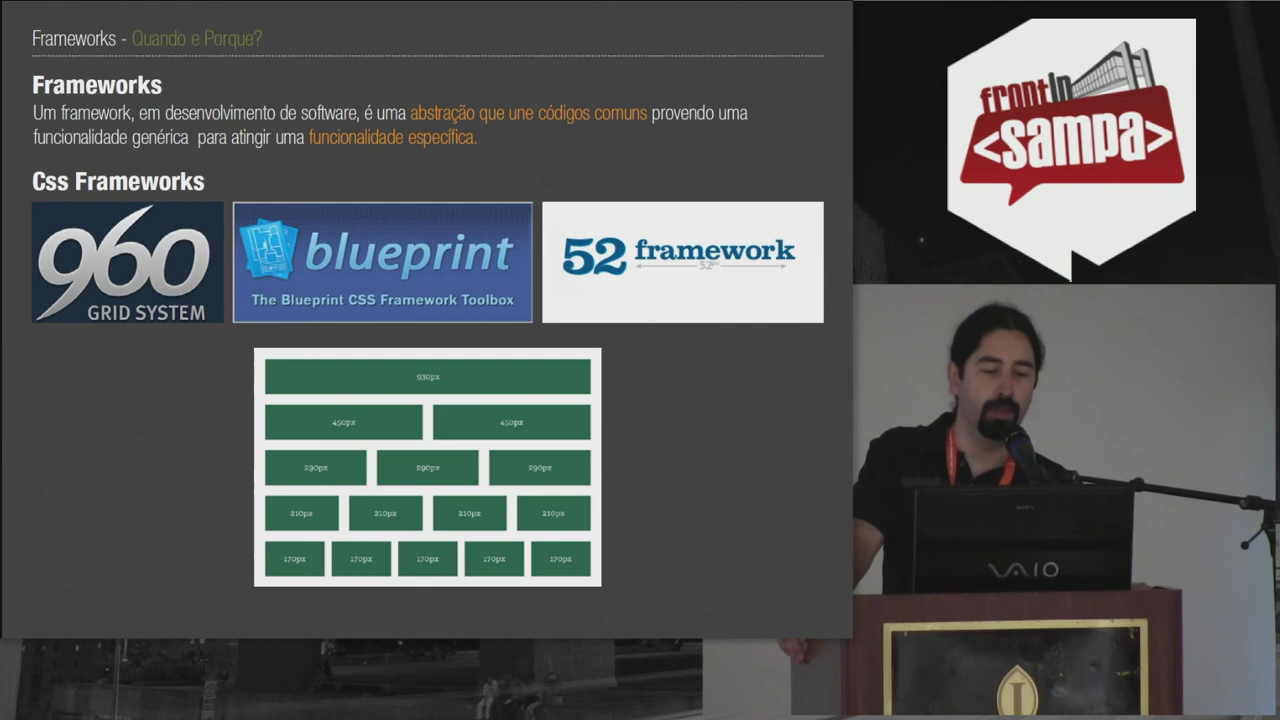 Frameworks - Quando e Porque?
Frameworks
Um framework, em desenvolvimento de software, é uma abstração que une códigos comuns provendo uma
funcionalidade genérica para atingir uma funcionalidade específica.
Css Frameworks
960
GRID SYSTEM
blueprint
The Blueprint CSS Framework Toolbox
52 framework
930px
450px 450px
290px 290px 290px
210px 210px 210px 210px
170px 170px 170px 170px 170px
frontIn
<sampa>
SONY
VAIO